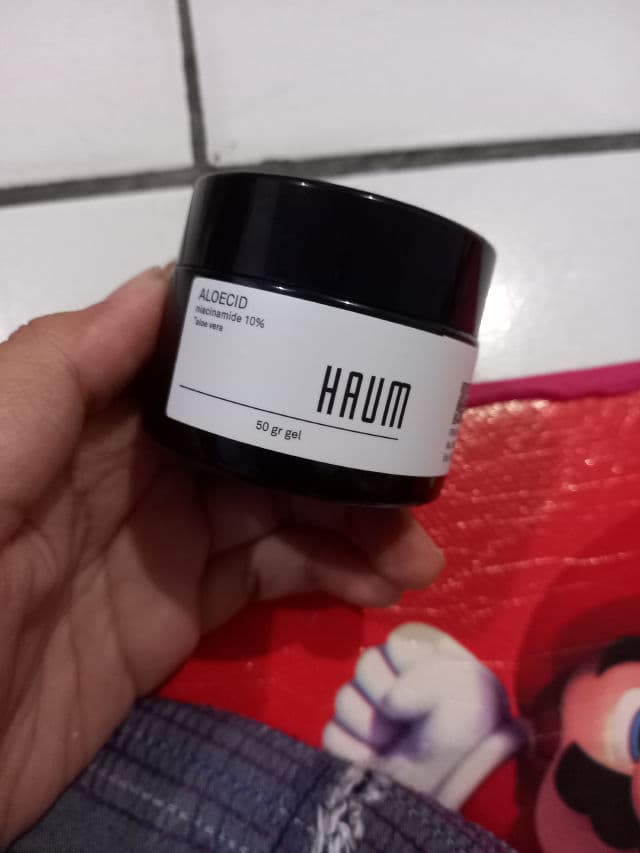 ALOECID
niacinamide 10%
*aloe vera
HAUM
50 gr gel